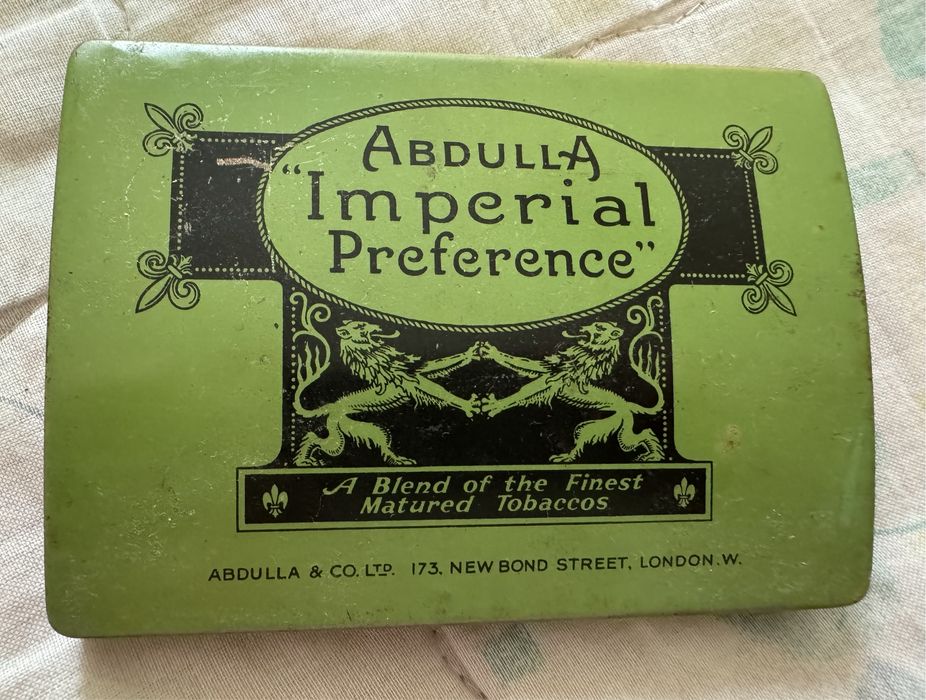 ABDULLA
"Imperial
Preference"
A Blend of the Finest
Matured Tobaccos
ABDULLA & CO. LTD. 173, NEW BOND STREET, LONDON.W.